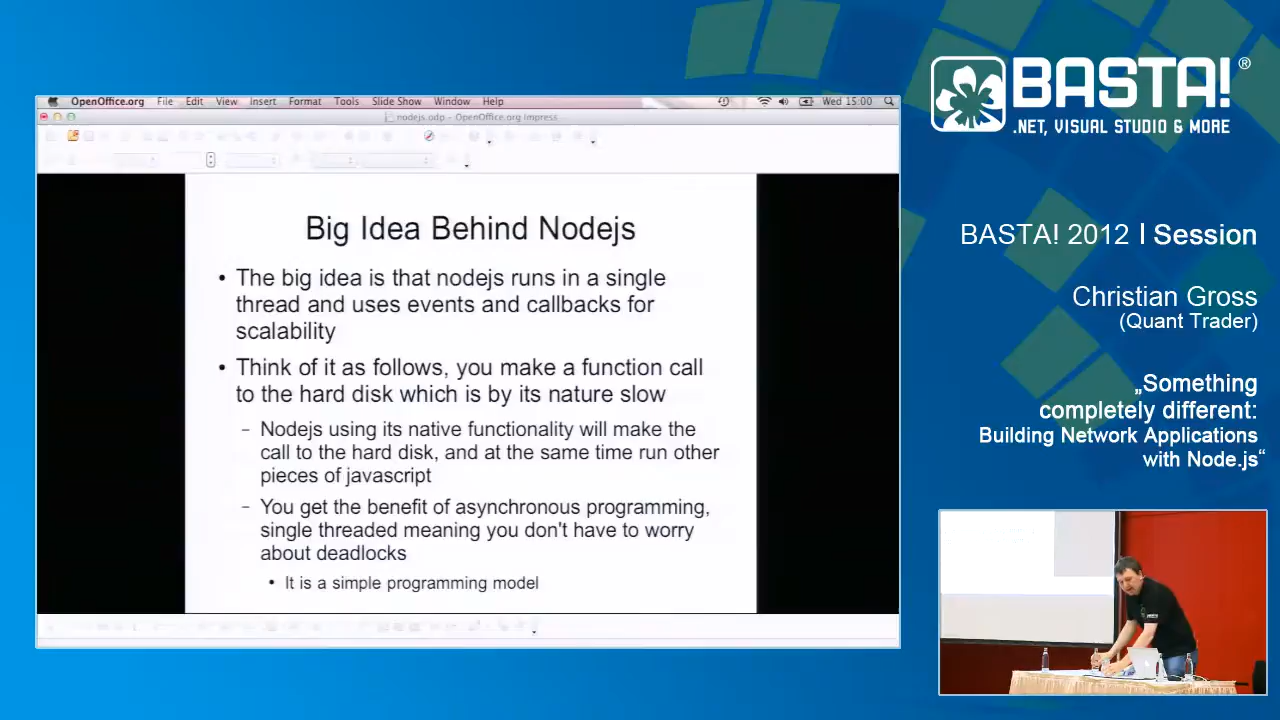 OpenOffice.org File Edit View Insert Format Tools Slide Show Window Help Wed 15:00
nodejs.odp - OpenOffice.org Impress
Big Idea Behind Nodejs
• The big idea is that nodejs runs in a single
thread and uses events and callbacks for
scalability
• Think of it as follows, you make a function call
to the hard disk which is by its nature slow
– Nodejs using its native functionality will make the
call to the hard disk, and at the same time run other
pieces of javascript
– You get the benefit of asynchronous programming,
single threaded meaning you don't have to worry
about deadlocks
• It is a simple programming model
BASTA!®
.NET, VISUAL STUDIO & MORE
BASTA! 2012 | Session
Christian Gross
(Quant Trader)
„Something
completely different:
Building Network Applications
with Node.js“